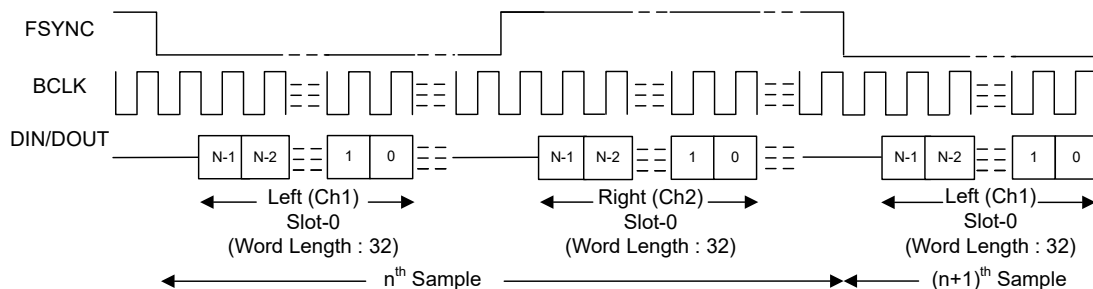 FSYNC
BCLK
DIN/DOUT
N-1 N-2 1 0 N-1 N-2 1 0 N-1 N-2 1 0
Left (Ch1) Right (Ch2) Left (Ch1)
Slot-0 Slot-0 Slot-0
(Word Length : 32) (Word Length : 32) (Word Length : 32)
nth Sample (n+1)th Sample